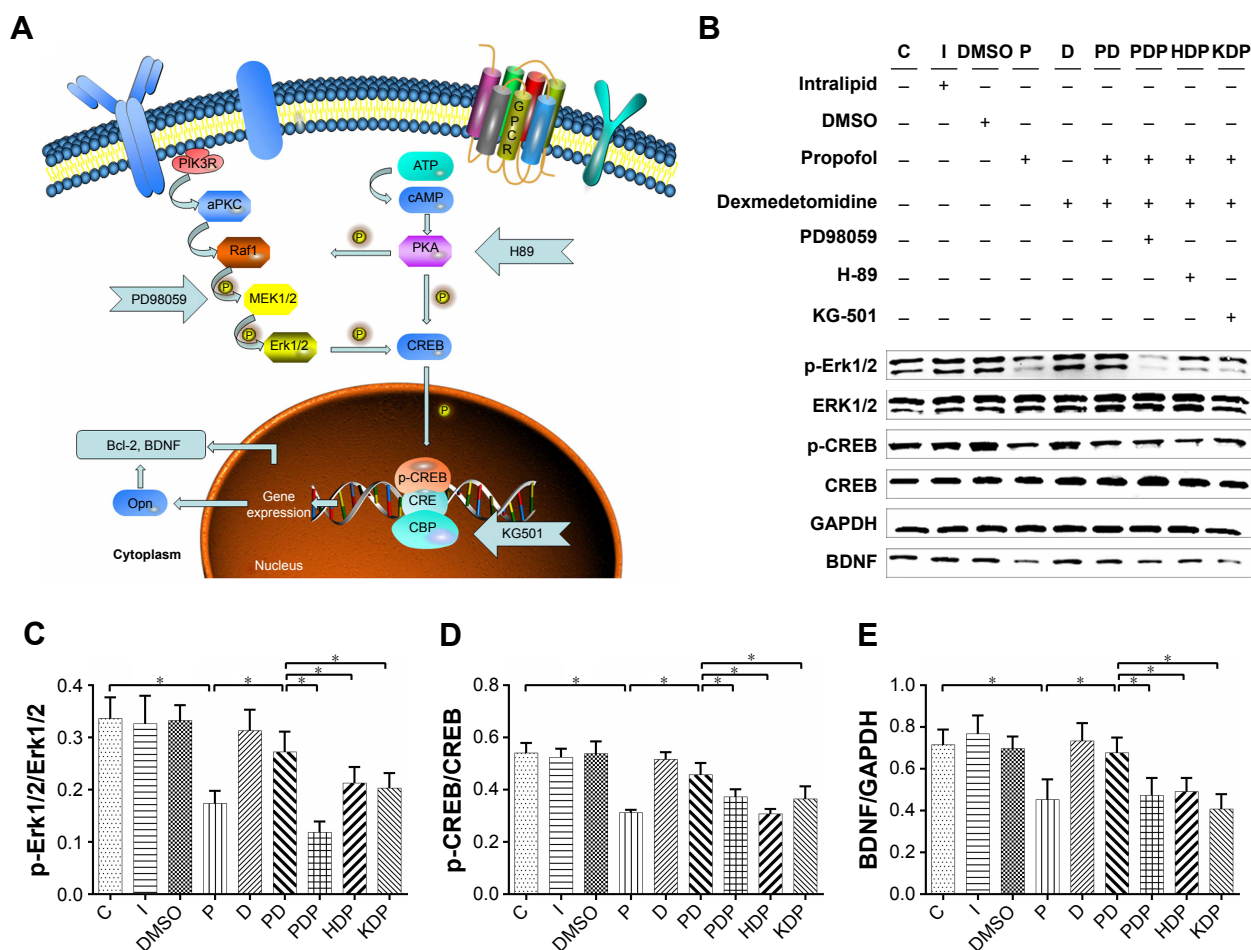 A
GPCR
PIK3R
ATP
aPKC
cAMP
Raf1
P
PKA
H89
PD98059
P
MEK1/2
P
P
Erk1/2
P
CREB
P
Bcl-2, BDNF
p-CREB
Opn
Gene
expression
CRE
CBP
KG501
Cytoplasm
Nucleus
B
C I DMSO P D PD PDP HDP KDP
Intralipid – + – – – – – – –
DMSO – – + – – – – – –
Propofol – – – + – + + + +
Dexmedetomidine – – – – + + + + +
PD98059 – – – – – – + – –
H-89 – – – – – – – + –
KG-501 – – – – – – – – +
p-Erk1/2
ERK1/2
p-CREB
CREB
GAPDH
BDNF
C
p-Erk1/2/Erk1/2
0.4
0.3
0.2
0.1
0.0
* * * * *
C I DMSO P D PD PDP HDP KDP
D
p-CREB/CREB
0.8
0.6
0.4
0.2
0.0
* * * * *
C I DMSO P D PD PDP HDP KDP
E
BDNF/GAPDH
1.0
0.8
0.6
0.4
0.2
0.0
* * * * *
C I DMSO P D PD PDP HDP KDP